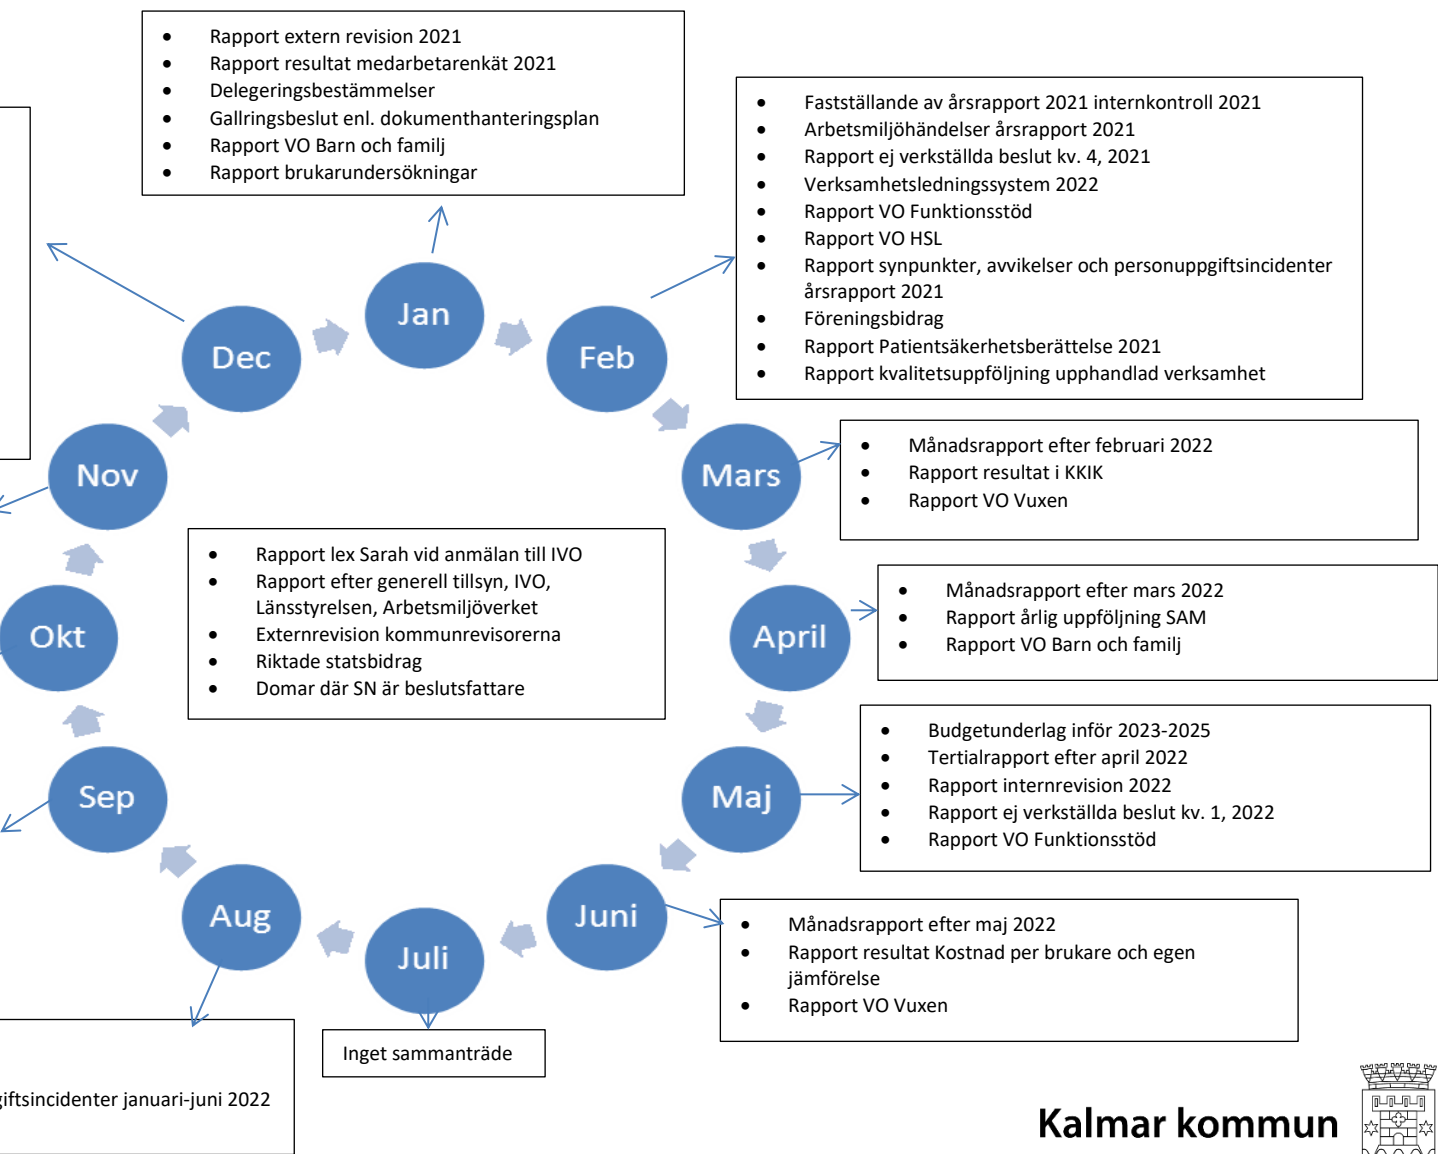 • Rapport extern revision 2021
• Rapport resultat medarbetarenkät 2021
• Delegeringsbestämmelser
• Gallringsbeslut enl. dokumenthanteringsplan
• Rapport VO Barn och familj
• Rapport brukarundersökningar
• Fastställande av årsrapport 2021 internkontroll 2021
• Arbetsmiljöhändelser årsrapport 2021
• Rapport ej verkställda beslut kv. 4, 2021
• Verksamhetsledningssystem 2022
• Rapport VO Funktionsstöd
• Rapport VO HSL
• Rapport synpunkter, avvikelser och personuppgiftsincidenter
årsrapport 2021
• Föreningsbidrag
• Rapport Patientsäkerhetsberättelse 2021
• Rapport kvalitetsuppföljning upphandlad verksamhet
Jan
Feb
Mars
April
Maj
Juni
Juli
Aug
Sep
Okt
Nov
Dec
• Månadsrapport efter februari 2022
• Rapport resultat i KKIK
• Rapport VO Vuxen
• Rapport lex Sarah vid anmälan till IVO
• Rapport efter generell tillsyn, IVO,
Länsstyrelsen, Arbetsmiljöverket
• Externrevision kommunrevisorerna
• Riktade statsbidrag
• Domar där SN är beslutsfattare
• Månadsrapport efter mars 2022
• Rapport årlig uppföljning SAM
• Rapport VO Barn och familj
• Budgetunderlag inför 2023-2025
• Tertialrapport efter april 2022
• Rapport internrevision 2022
• Rapport ej verkställda beslut kv. 1, 2022
• Rapport VO Funktionsstöd
• Månadsrapport efter maj 2022
• Rapport resultat Kostnad per brukare och egen
jämförelse
• Rapport VO Vuxen
Inget sammanträde
giftsincidenter januari-juni 2022
Kalmar kommun